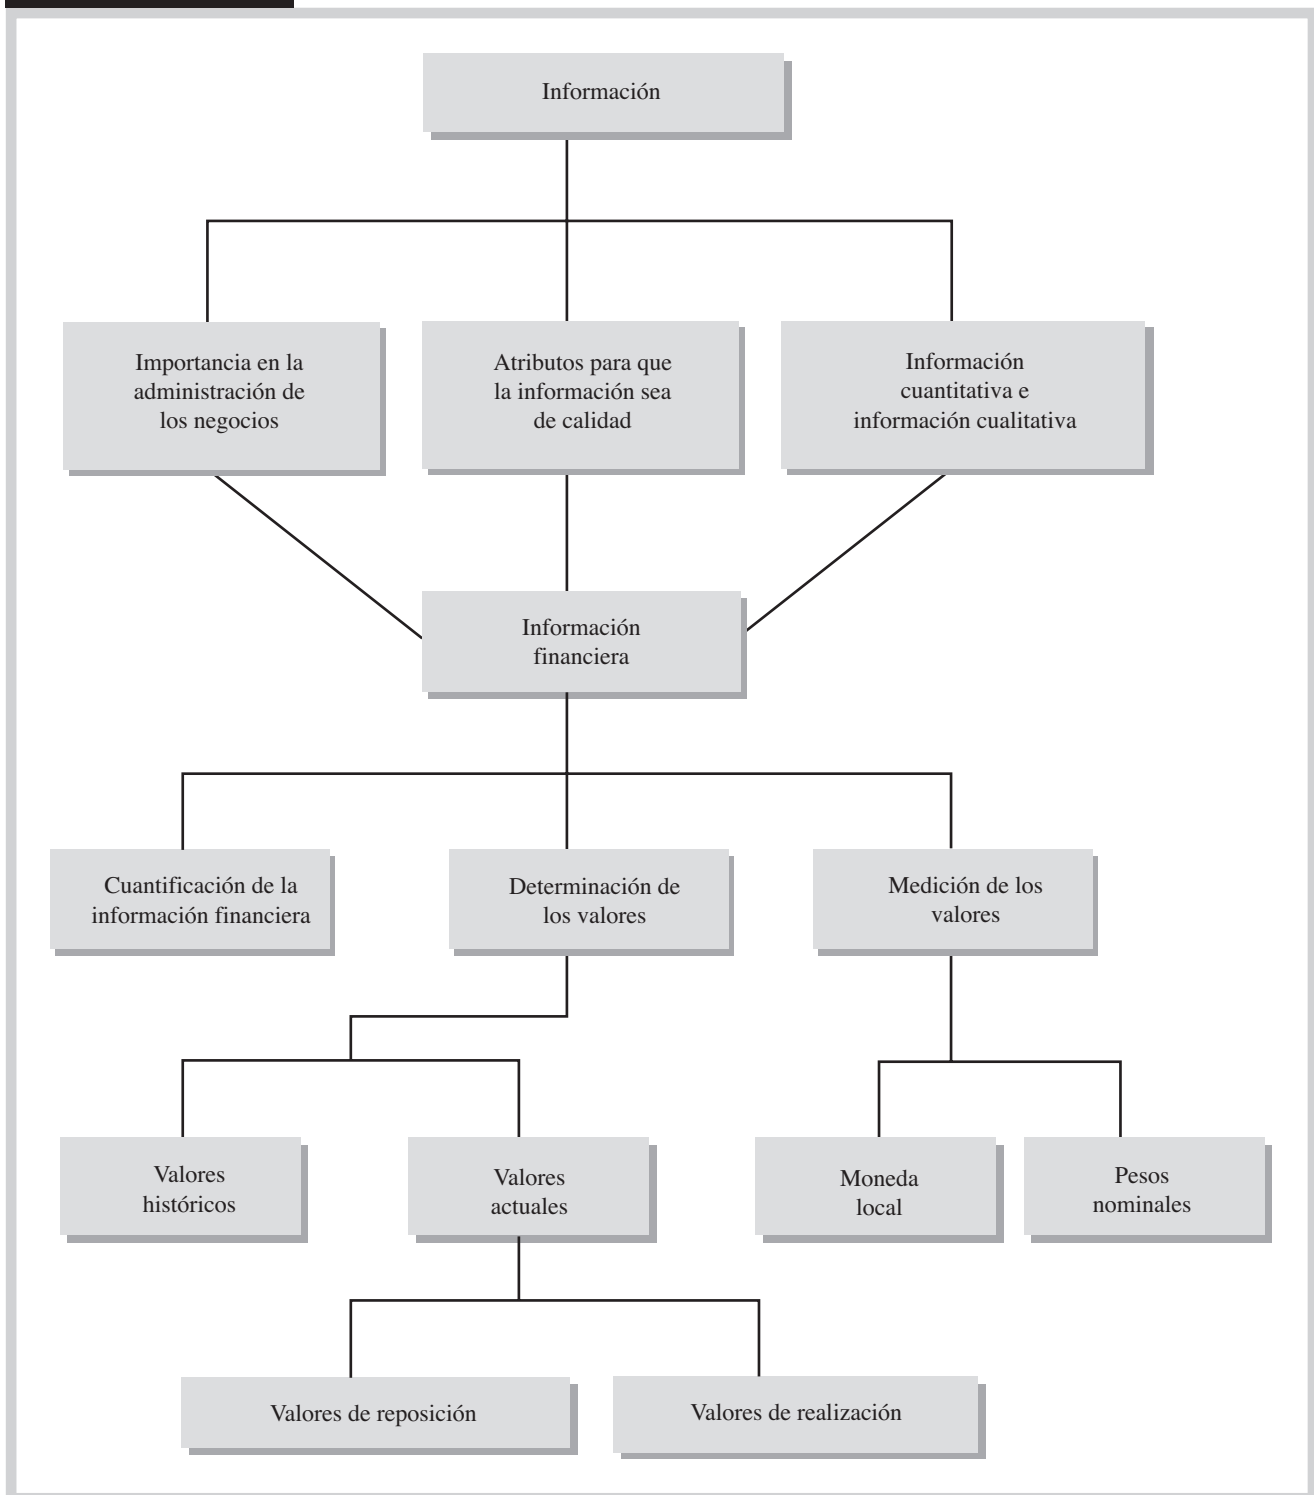 Información
Importancia en la
administración de
los negocios
Atributos para que
la información sea
de calidad
Información
cuantitativa e
información cualitativa
Información
financiera
Cuantificación de la
información financiera
Determinación de
los valores
Medición de los
valores
Valores
históricos
Valores
actuales
Moneda
local
Pesos
nominales
Valores de reposición
Valores de realización